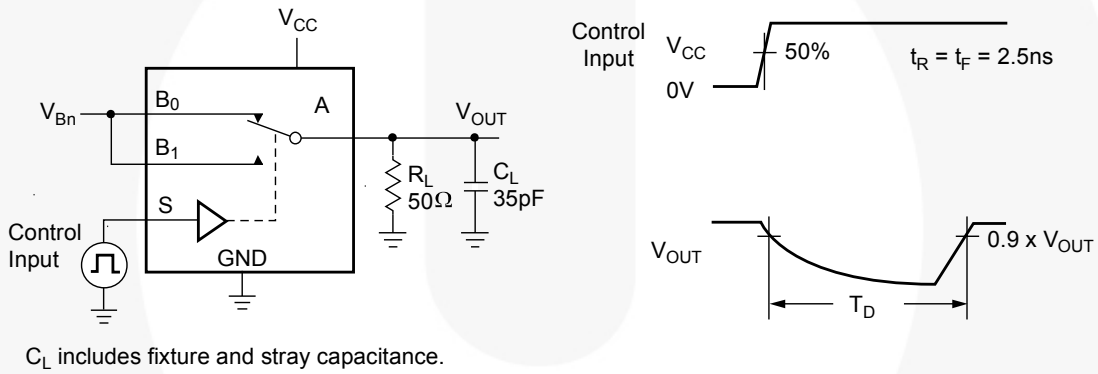 V_CC
V_Bn
B_0
A
V_OUT
B_1
R_L
50Ω
C_L
35pF
S
Control
Input
GND
C_L includes fixture and stray capacitance.
Control
Input
V_CC
0V
50%
t_R = t_F = 2.5ns
V_OUT
0.9 x V_OUT
T_D